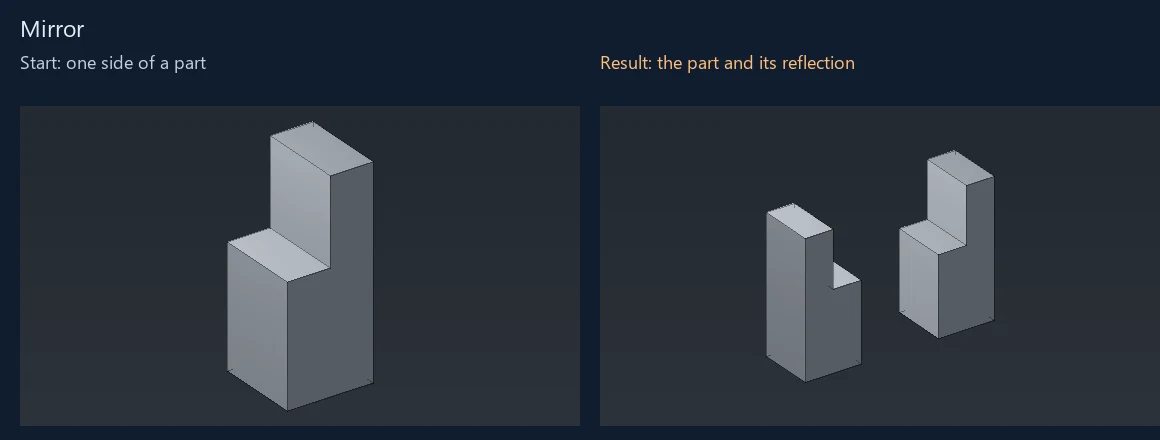 Mirror
Start: one side of a part
Result: the part and its reflection